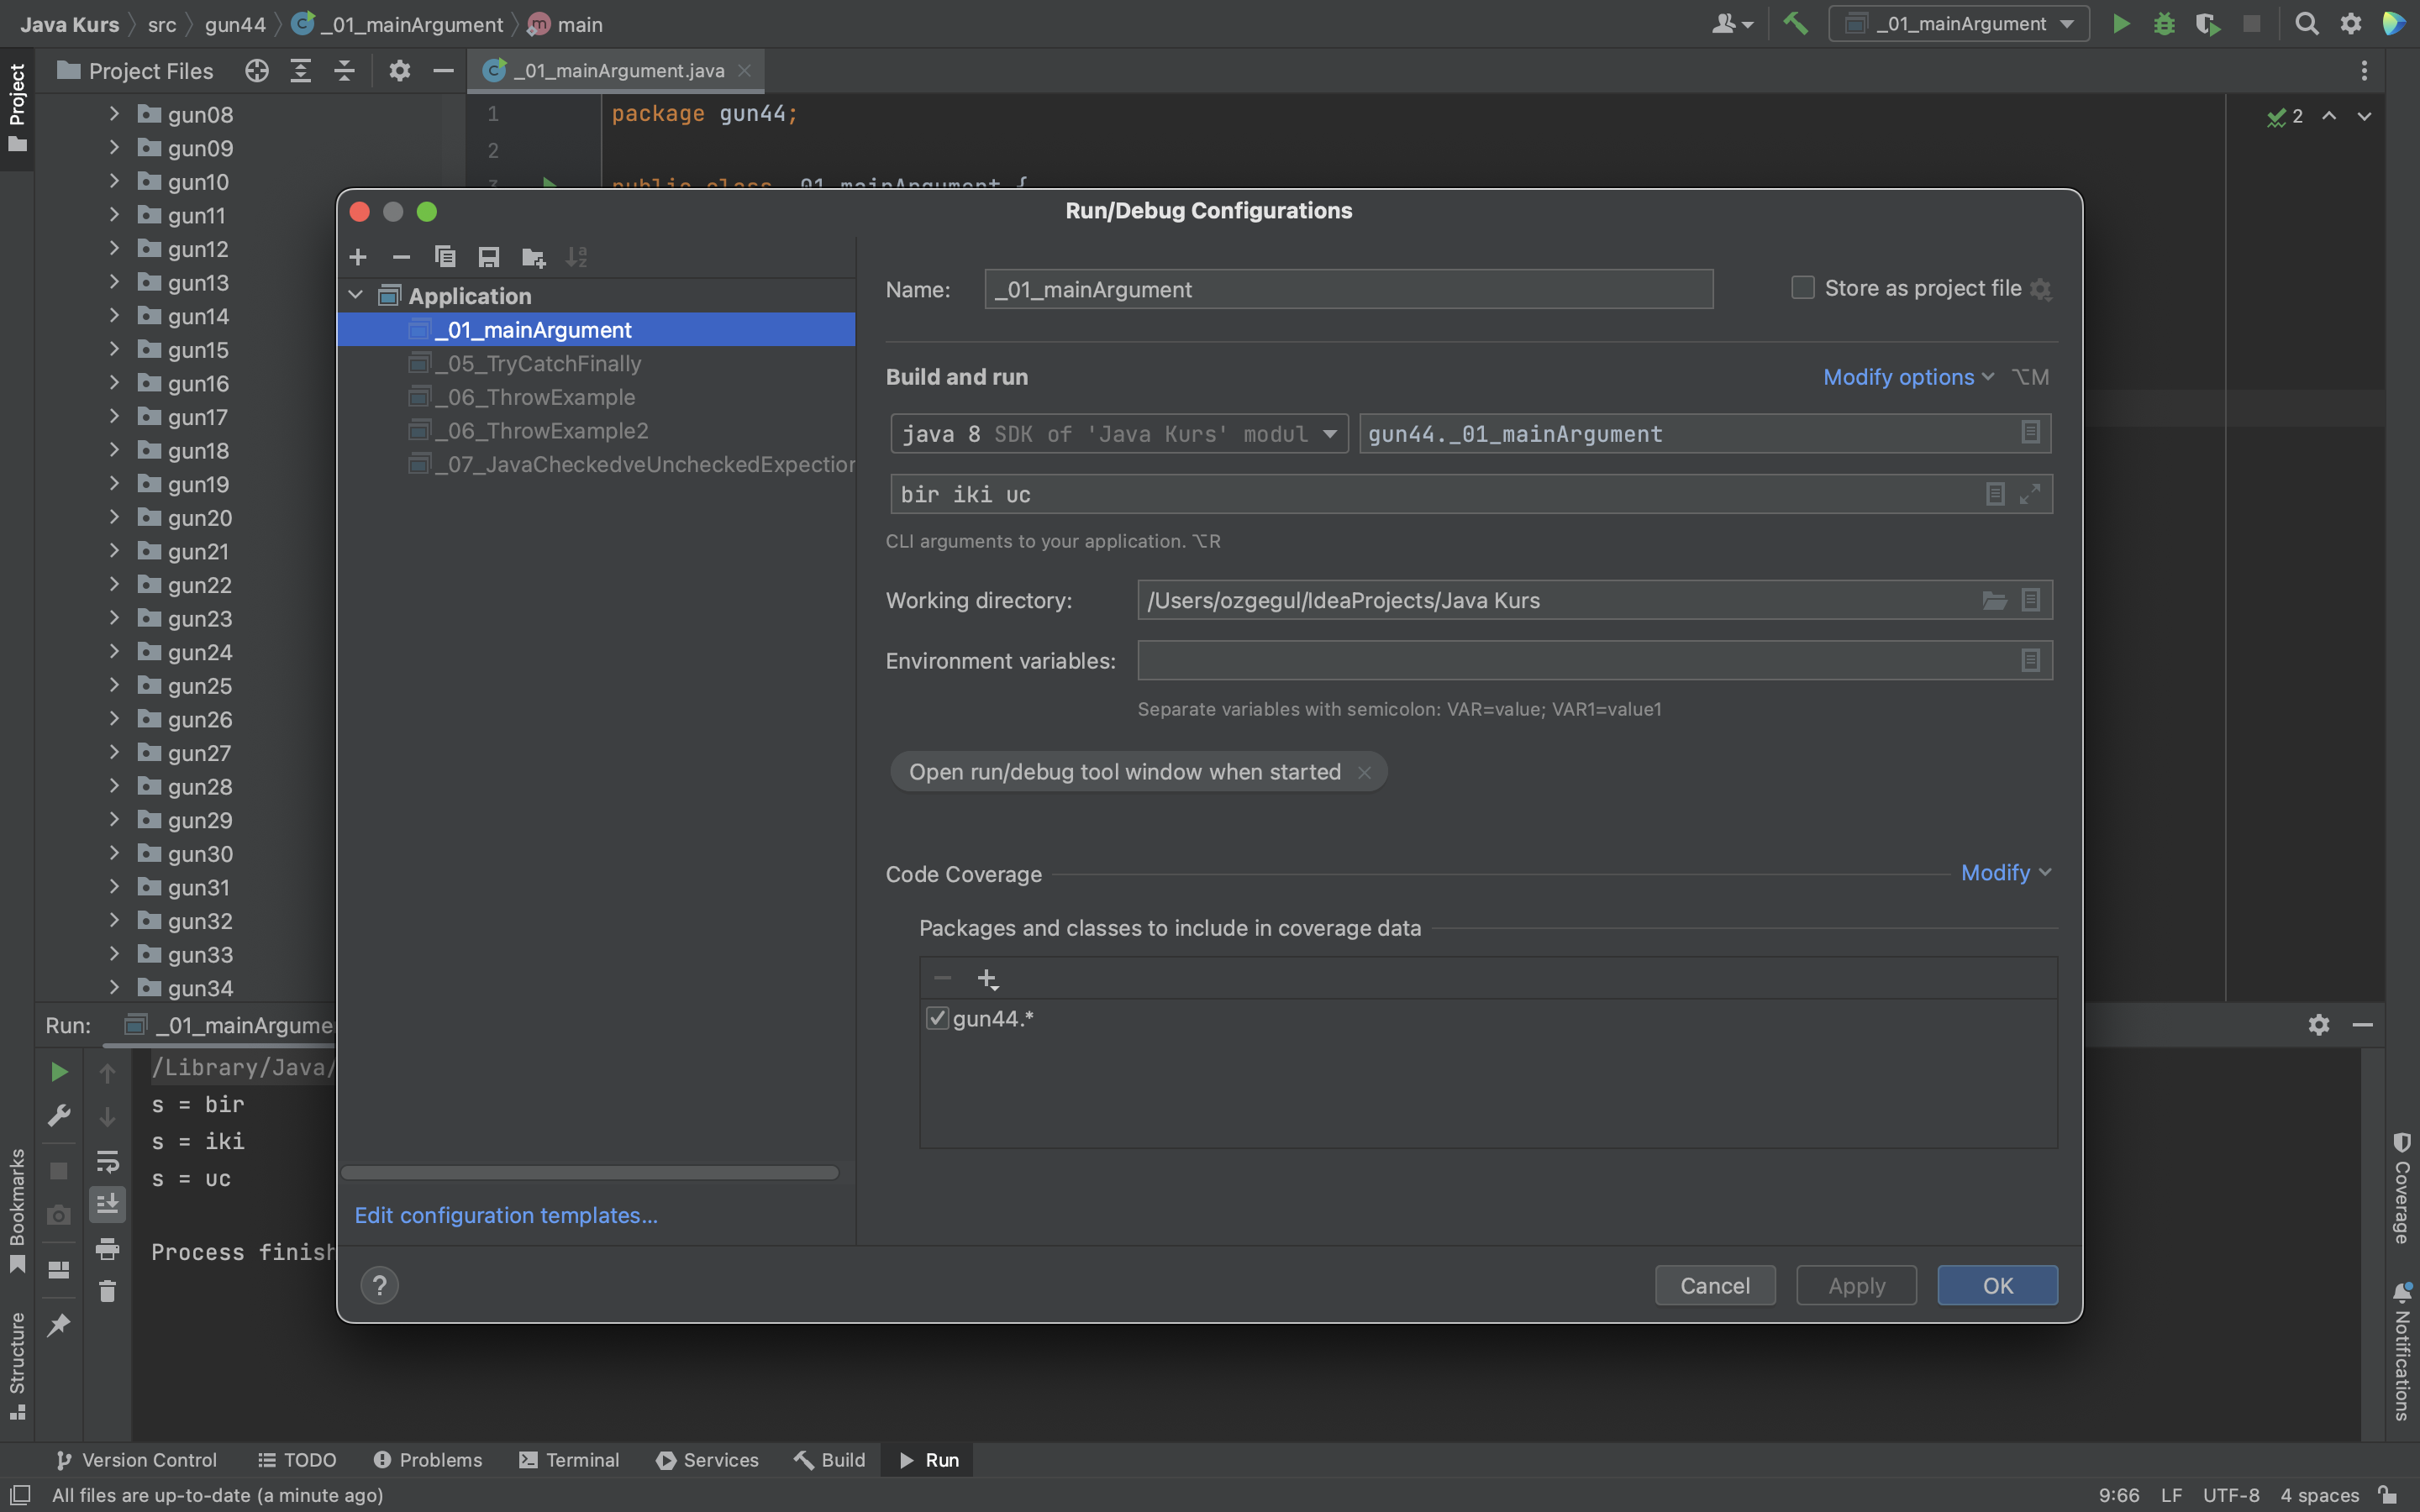 Java Kurs src gun44 _01_mainArgument main
_01_mainArgument
Project
Project Files
_01_mainArgument.java
gun08
gun09
gun10
gun11
gun12
gun13
gun14
gun15
gun16
gun17
gun18
gun19
gun20
gun21
gun22
gun23
gun24
gun25
gun26
gun27
gun28
gun29
gun30
gun31
gun32
gun33
gun34
1 package gun44;
2
3 public class _01_mainArgument {
2
Run/Debug Configurations
Application
_01_mainArgument
_05_TryCatchFinally
_06_ThrowExample
_06_ThrowExample2
_07_JavaCheckedveUncheckedExpection
Edit configuration templates...
Name: _01_mainArgument
Store as project file
Build and run
Modify options ⌥M
java 8 SDK of 'Java Kurs' modul
gun44._01_mainArgument
bir iki uc
CLI arguments to your application. ⌥R
Working directory: /Users/ozgegul/IdeaProjects/Java Kurs
Environment variables:
Separate variables with semicolon: VAR=value; VAR1=value1
Open run/debug tool window when started
Code Coverage
Modify
Packages and classes to include in coverage data
gun44.*
?
Cancel
Apply
OK
Run: _01_mainArgume
/Library/Java/
s = bir
s = iki
s = uc
Process finish
Bookmarks
Structure
Coverage
Notifications
Version Control
TODO
Problems
Terminal
Services
Build
Run
All files are up-to-date (a minute ago)
9:66 LF UTF-8 4 spaces